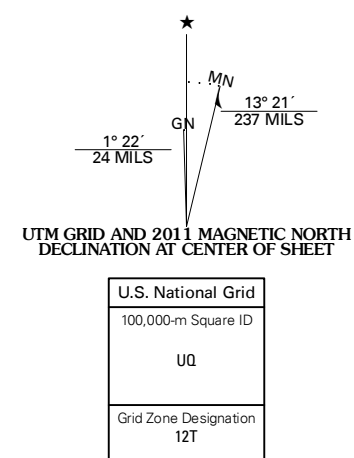 ★
MN
GN
13° 21´
237 MILS
1° 22´
24 MILS
UTM GRID AND 2011 MAGNETIC NORTH
DECLINATION AT CENTER OF SHEET
U.S. National Grid
100,000-m Square ID
UQ
Grid Zone Designation
12T